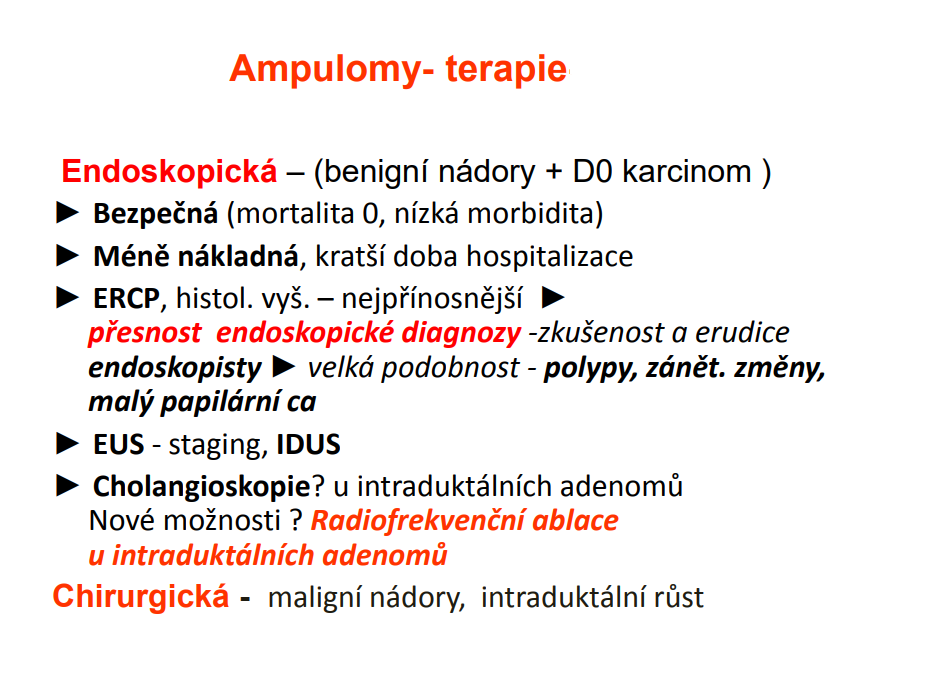 Ampulomy- terapie
Endoskopická – (benigní nádory + D0 karcinom )
► Bezpečná (mortalita 0, nízká morbidita)
► Méně nákladná, kratší doba hospitalizace
► ERCP, histol. vyš. – nejpřínosnější ►
přesnost endoskopické diagnozy -zkušenost a erudice
endoskopisty ► velká podobnost - polypy, zánět. změny,
malý papilární ca
► EUS - staging, IDUS
► Cholangioskopie? u intraduktálních adenomů
Nové možnosti ? Radiofrekvenční ablace
u intraduktálních adenomů
Chirurgická - maligní nádory, intraduktální růst